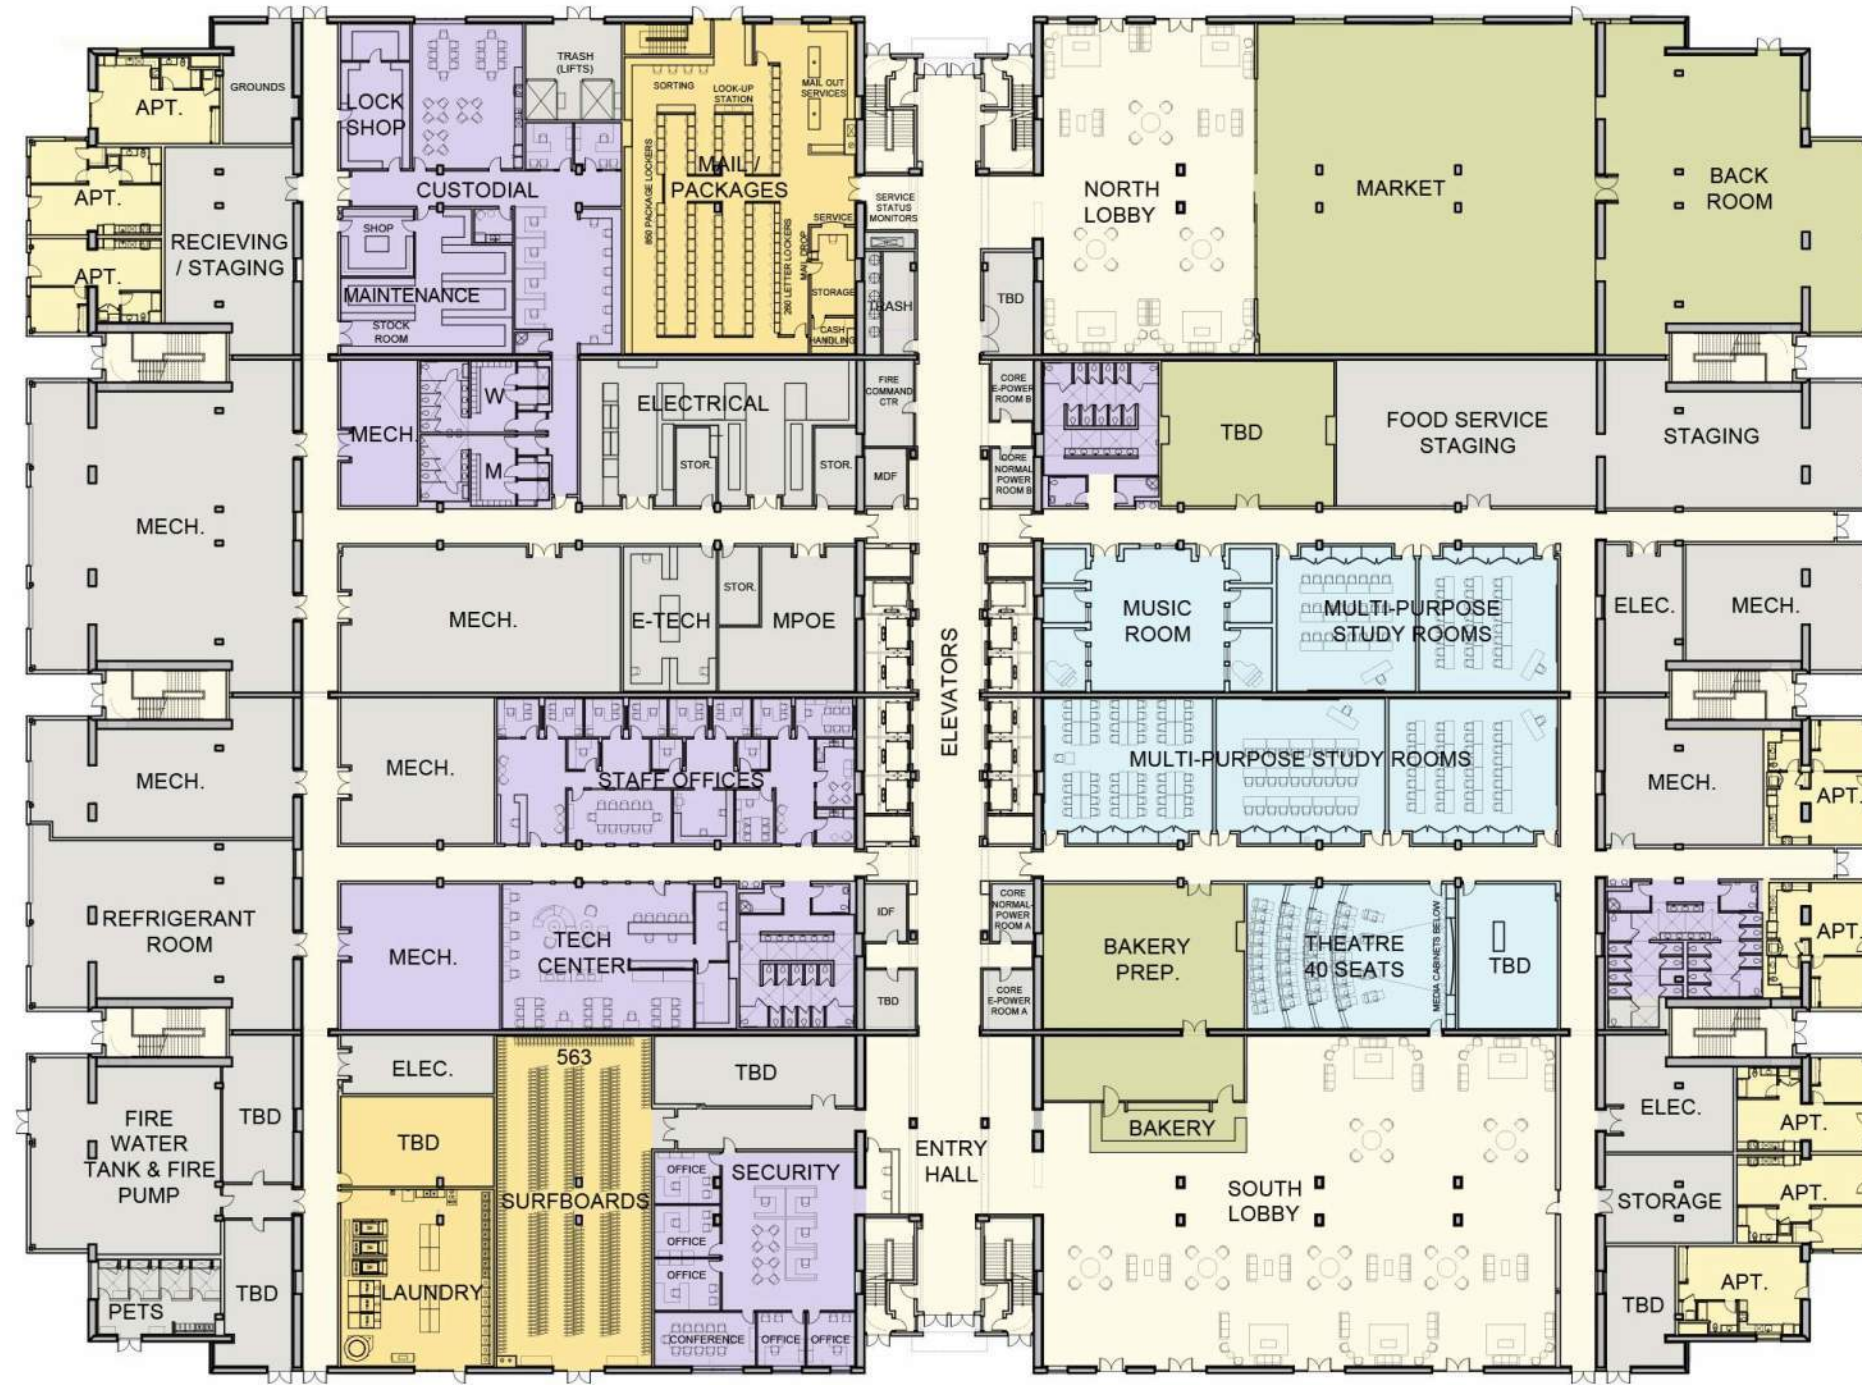 GROUNDS
APT.
APT.
APT.
RECIEVING
/ STAGING
LOCK
SHOP
TRASH
(LIFTS)
CUSTODIAL
SHOP
MAINTENANCE
STOCK
ROOM
SORTING
LOOK-UP
STATION
MAIL OUT
SERVICES
MAIL /
PACKAGES
850 PACKAGE LOCKERS
260 LETTER LOCKERS
MAIL DROP
SERVICE
STORAGE
CASH
HANDLING
SERVICE
STATUS
MONITORS
TRASH
TBD
NORTH
LOBBY
MARKET
BACK
ROOM
MECH.
MECH.
W
M
ELECTRICAL
STOR.
STOR.
FIRE
COMMAND
CTR
MDF
CORE
E-POWER
ROOM B
CORE
NORMAL
POWER
ROOM B
TBD
FOOD SERVICE
STAGING
STAGING
MECH.
E-TECH
STOR.
MPOE
ELEVATORS
MUSIC
ROOM
MULTI-PURPOSE
STUDY ROOMS
ELEC.
MECH.
MECH.
MECH.
STAFF OFFICES
MULTI-PURPOSE STUDY ROOMS
MECH.
APT.
REFRIGERANT
ROOM
MECH.
TECH
CENTER
IDF
TBD
CORE
NORMAL-
POWER
ROOM A
CORE
E-POWER
ROOM A
BAKERY
PREP.
THEATRE
40 SEATS
MEDIA CABINETS BELOW
TBD
APT.
FIRE
WATER
TANK & FIRE
PUMP
TBD
TBD
PETS
ELEC.
TBD
LAUNDRY
563
SURFBOARDS
TBD
OFFICE
OFFICE
OFFICE
SECURITY
CONFERENCE
OFFICE
OFFICE
ENTRY
HALL
BAKERY
SOUTH
LOBBY
ELEC.
APT.
STORAGE
APT.
TBD
APT.